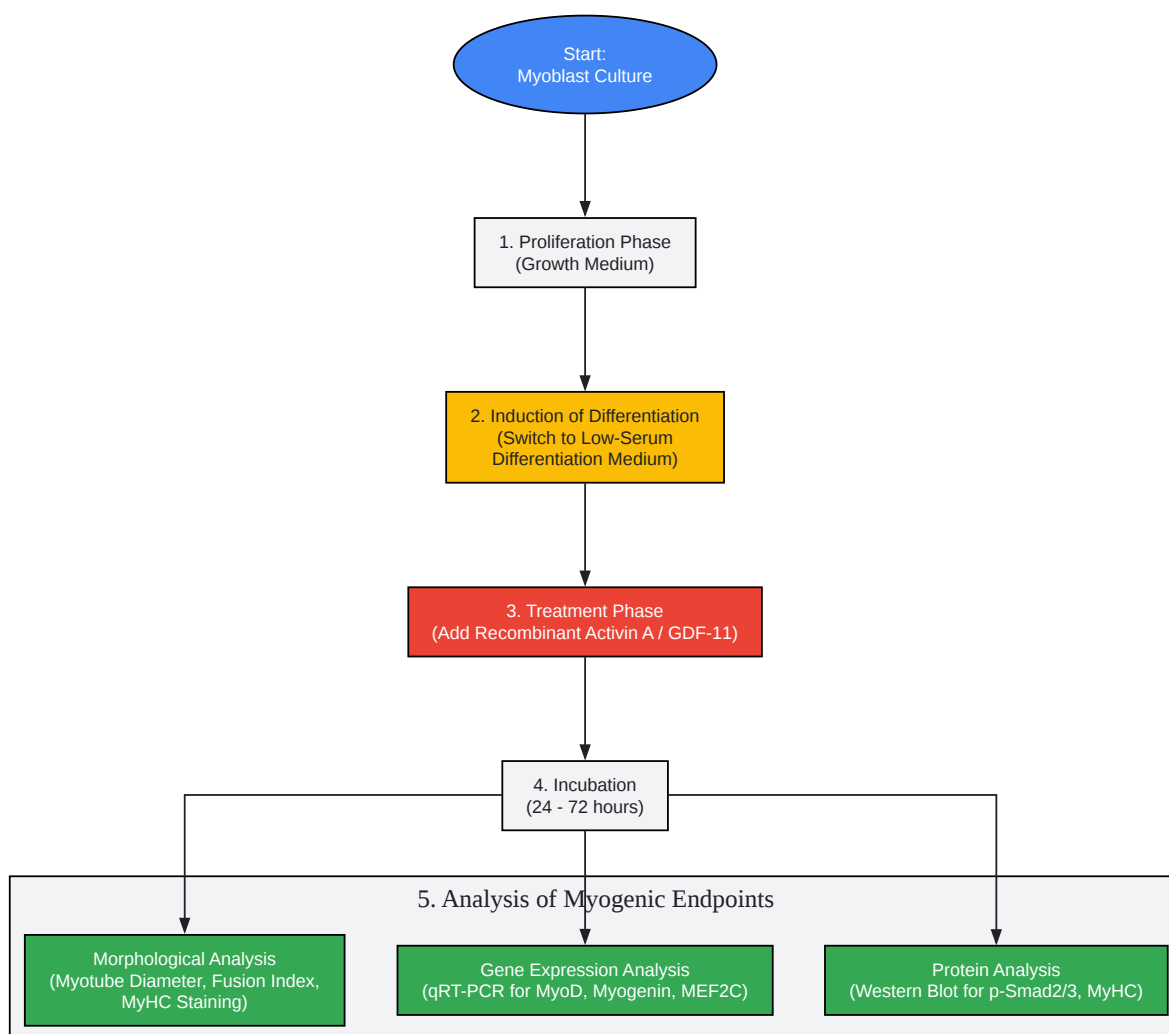 Start:
Myoblast Culture
1. Proliferation Phase
(Growth Medium)
2. Induction of Differentiation
(Switch to Low-Serum
Differentiation Medium)
3. Treatment Phase
(Add Recombinant Activin A / GDF-11)
4. Incubation
(24 - 72 hours)
5. Analysis of Myogenic Endpoints
Morphological Analysis
(Myotube Diameter, Fusion Index,
MyHC Staining)
Gene Expression Analysis
(qRT-PCR for MyoD, Myogenin, MEF2C)
Protein Analysis
(Western Blot for p-Smad2/3, MyHC)